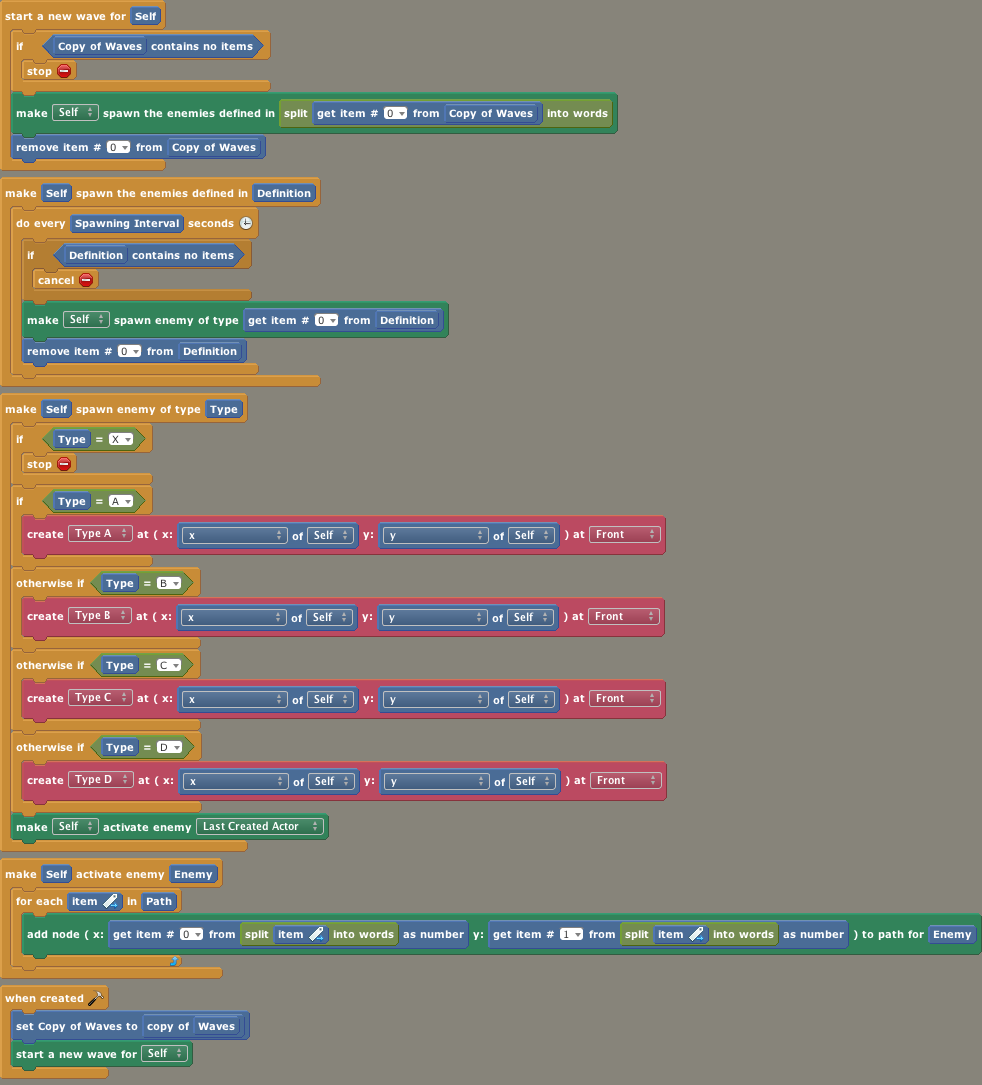 start a new wave for Self
if Copy of Waves contains no items
stop
make Self spawn the enemies defined in split get item # 0 from Copy of Waves into words
remove item # 0 from Copy of Waves
make Self spawn the enemies defined in Definition
do every Spawning Interval seconds
if Definition contains no items
cancel
make Self spawn enemy of type get item # 0 from Definition
remove item # 0 from Definition
make Self spawn enemy of type Type
if Type = X
stop
if Type = A
create Type A at ( x: x of Self y: y of Self ) at Front
otherwise if Type = B
create Type B at ( x: x of Self y: y of Self ) at Front
otherwise if Type = C
create Type C at ( x: x of Self y: y of Self ) at Front
otherwise if Type = D
create Type D at ( x: x of Self y: y of Self ) at Front
make Self activate enemy Last Created Actor
make Self activate enemy Enemy
for each item in Path
add node ( x: get item # 0 from split item into words as number y: get item # 1 from split item into words as number ) to path for Enemy
when created
set Copy of Waves to copy of Waves
start a new wave for Self